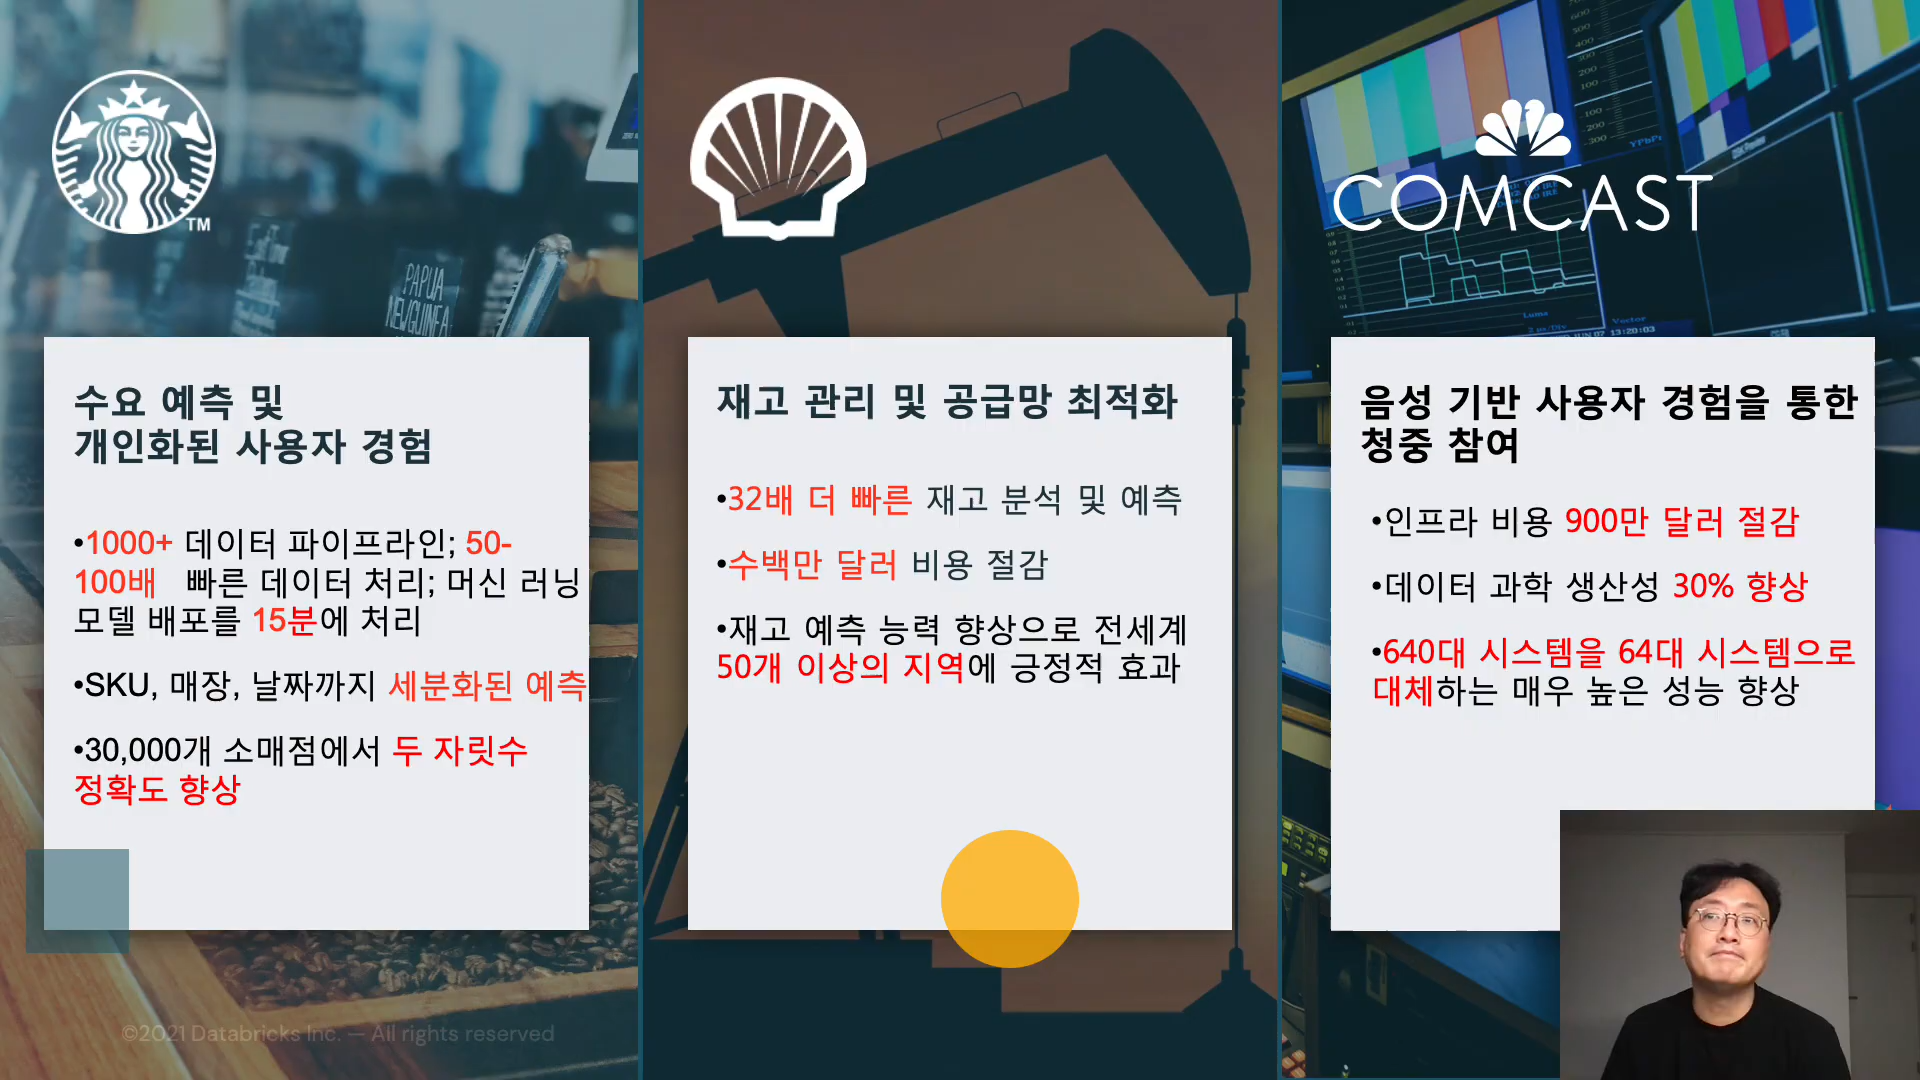 TM
PAPUA
NEW GUINEA
수요 예측 및
개인화된 사용자 경험
•1000+ 데이터 파이프라인; 50-
100배 빠른 데이터 처리; 머신 러닝
모델 배포를 15분에 처리
•SKU, 매장, 날짜까지 세분화된 예측
•30,000개 소매점에서 두 자릿수
정확도 향상
©2021 Databricks Inc. — All rights reserved
재고 관리 및 공급망 최적화
•32배 더 빠른 재고 분석 및 예측
•수백만 달러 비용 절감
•재고 예측 능력 향상으로 전세계
50개 이상의 지역에 긍정적 효과
COMCAST
음성 기반 사용자 경험을 통한
청중 참여
•인프라 비용 900만 달러 절감
•데이터 과학 생산성 30% 향상
•640대 시스템을 64대 시스템으로
대체하는 매우 높은 성능 향상